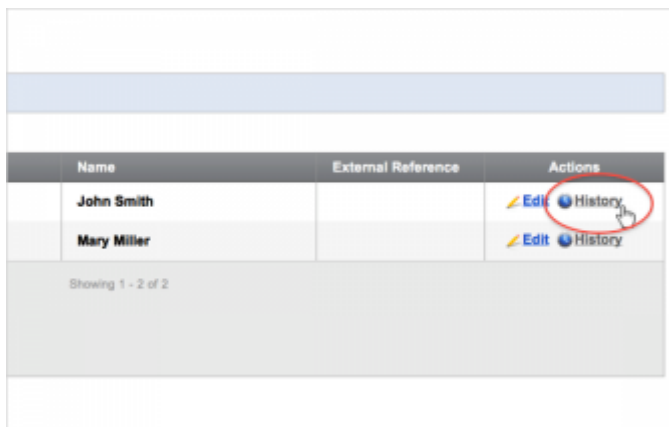 Name External Reference Actions
John Smith Edit History
Mary Miller Edit History
Showing 1 - 2 of 2